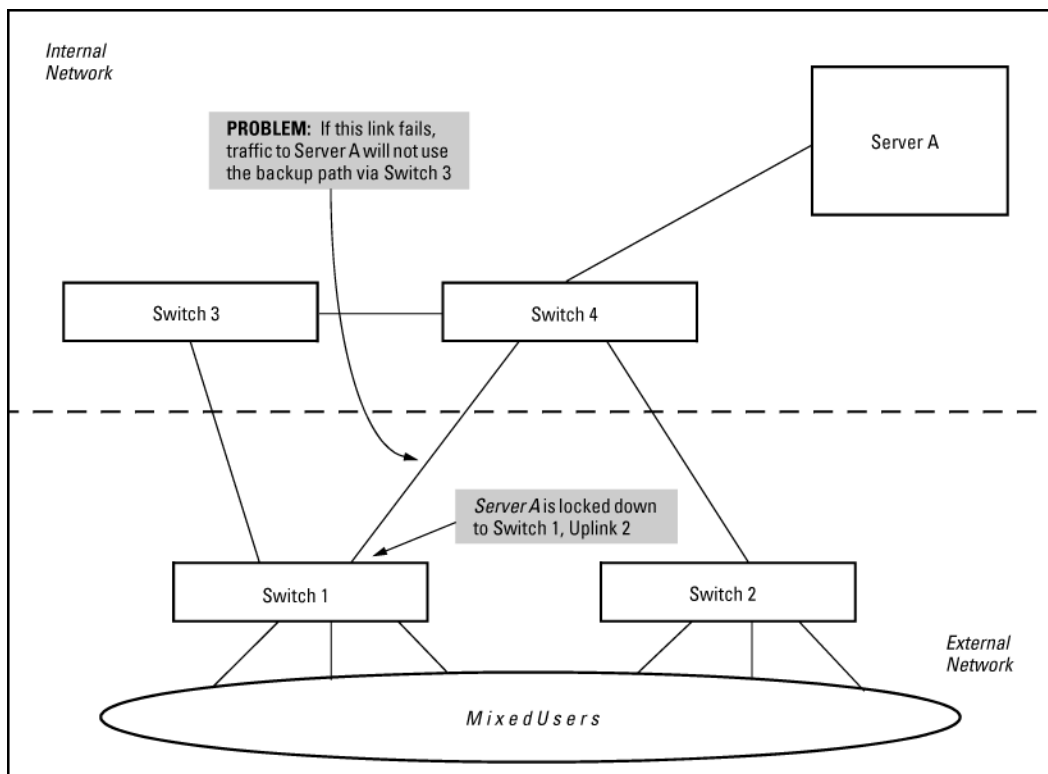 Internal
Network
PROBLEM: If this link fails,
traffic to Server A will not use
the backup path via Switch 3
Server A
Switch 3
Switch 4
Server A is locked down
to Switch 1, Uplink 2
Switch 1
Switch 2
External
Network
Mixed Users